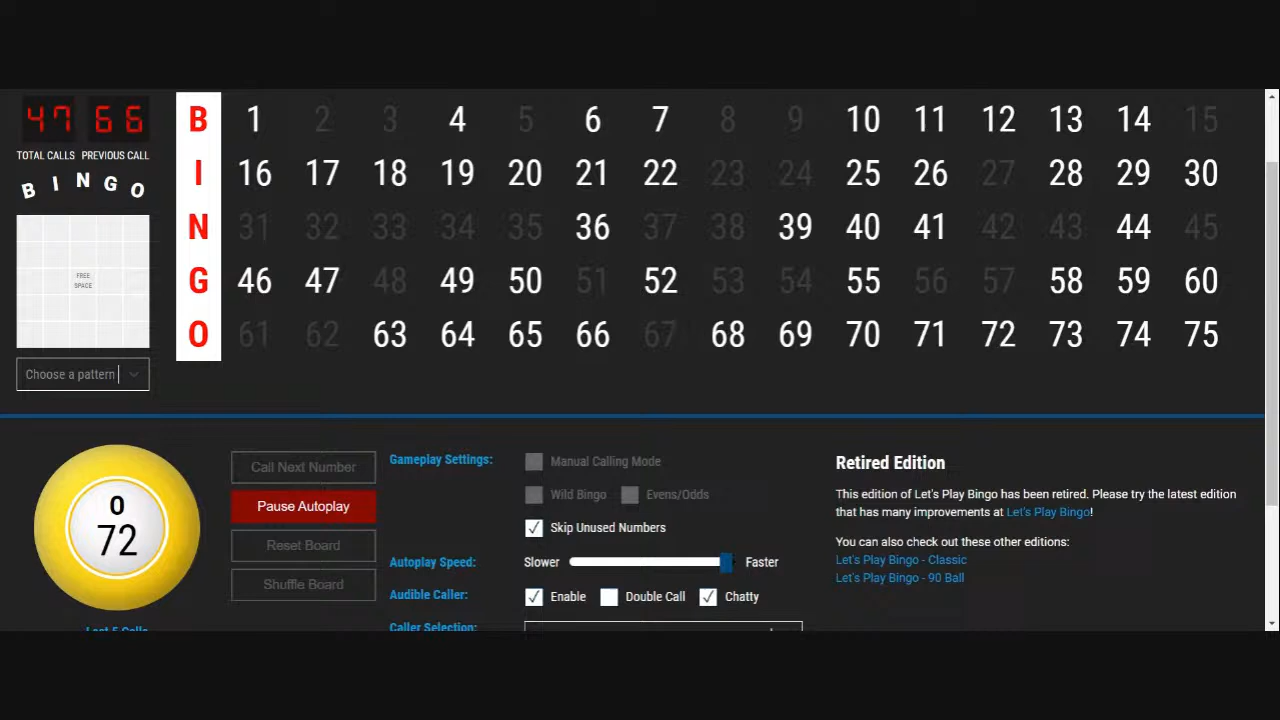 47 66
TOTAL CALLS PREVIOUS CALL
BINGO
FREE
SPACE
Choose a pattern
B 1 2 3 4 5 6 7 8 9 10 11 12 13 14 15
I 16 17 18 19 20 21 22 23 24 25 26 27 28 29 30
N 31 32 33 34 35 36 37 38 39 40 41 42 43 44 45
G 46 47 48 49 50 51 52 53 54 55 56 57 58 59 60
O 61 62 63 64 65 66 67 68 69 70 71 72 73 74 75
O
72
Call Next Number
Pause Autoplay
Reset Board
Shuffle Board
Gameplay Settings:
Manual Calling Mode
Wild Bingo Evens/Odds
Skip Unused Numbers
Autoplay Speed: Slower Faster
Audible Caller: Enable Double Call Chatty
Caller Selection:
Retired Edition
This edition of Let's Play Bingo has been retired. Please try the latest edition
that has many improvements at Let's Play Bingo!
You can also check out these other editions:
Let's Play Bingo - Classic
Let's Play Bingo - 90 Ball